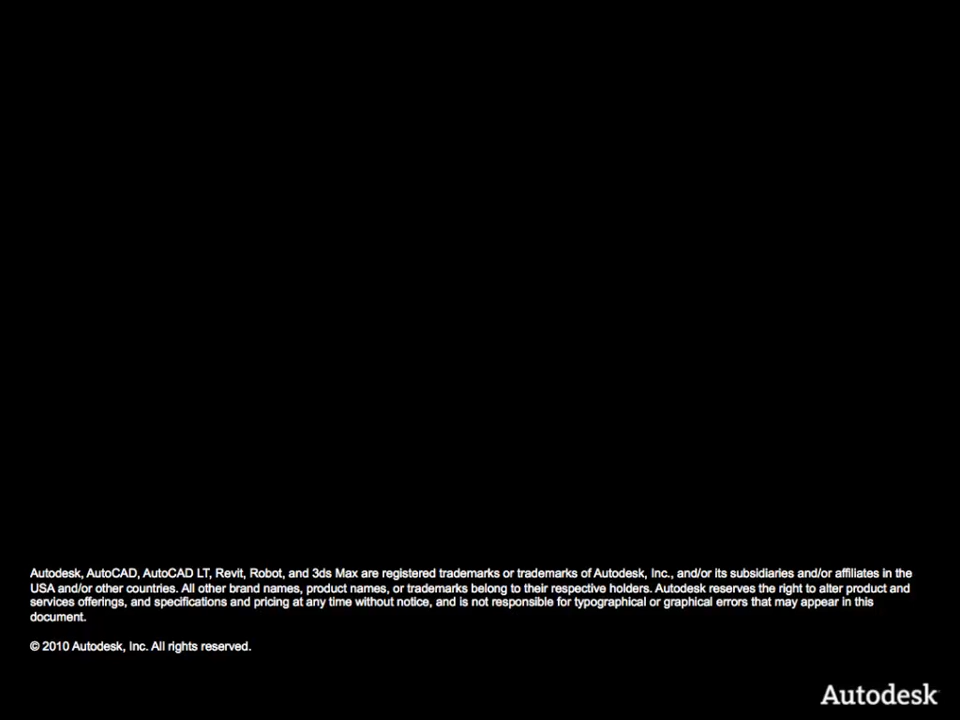 Autodesk, AutoCAD, AutoCAD LT, Revit, Robot, and 3ds Max are registered trademarks or trademarks of Autodesk, Inc., and/or its subsidiaries and/or affiliates in the
USA and/or other countries. All other brand names, product names, or trademarks belong to their respective holders. Autodesk reserves the right to alter product and
services offerings, and specifications and pricing at any time without notice, and is not responsible for typographical or graphical errors that may appear in this
document.
© 2010 Autodesk, Inc. All rights reserved.
Autodesk